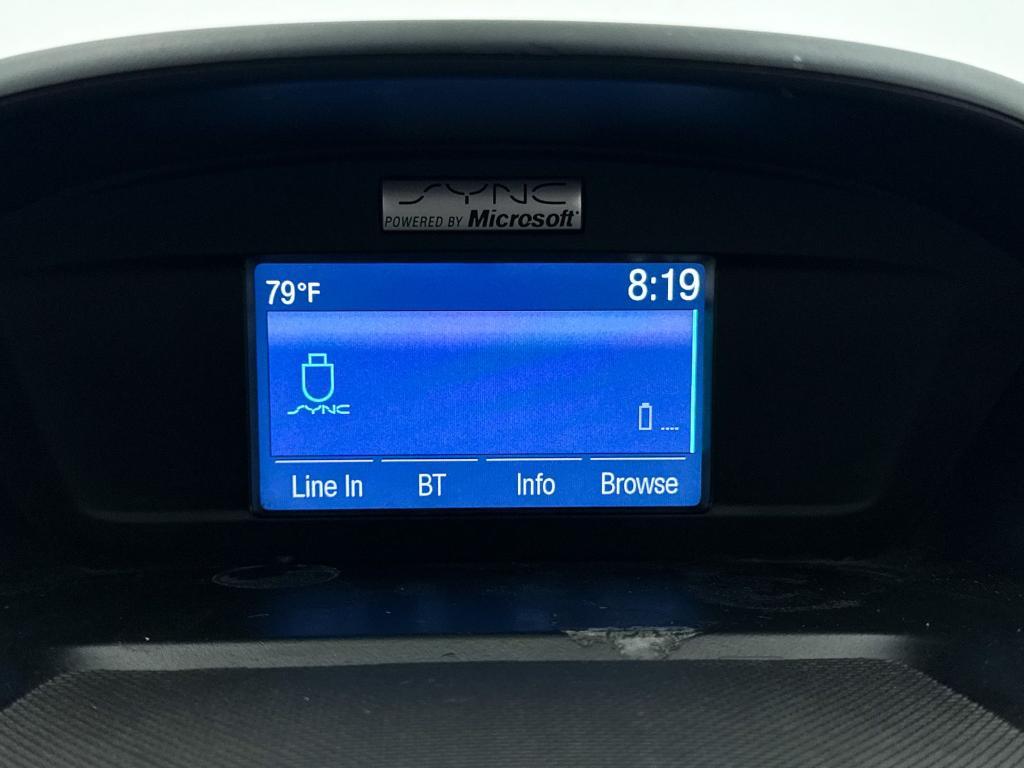 SYNC
POWERED BY Microsoft
79°F 8:19
SYNC
Line In BT Info Browse